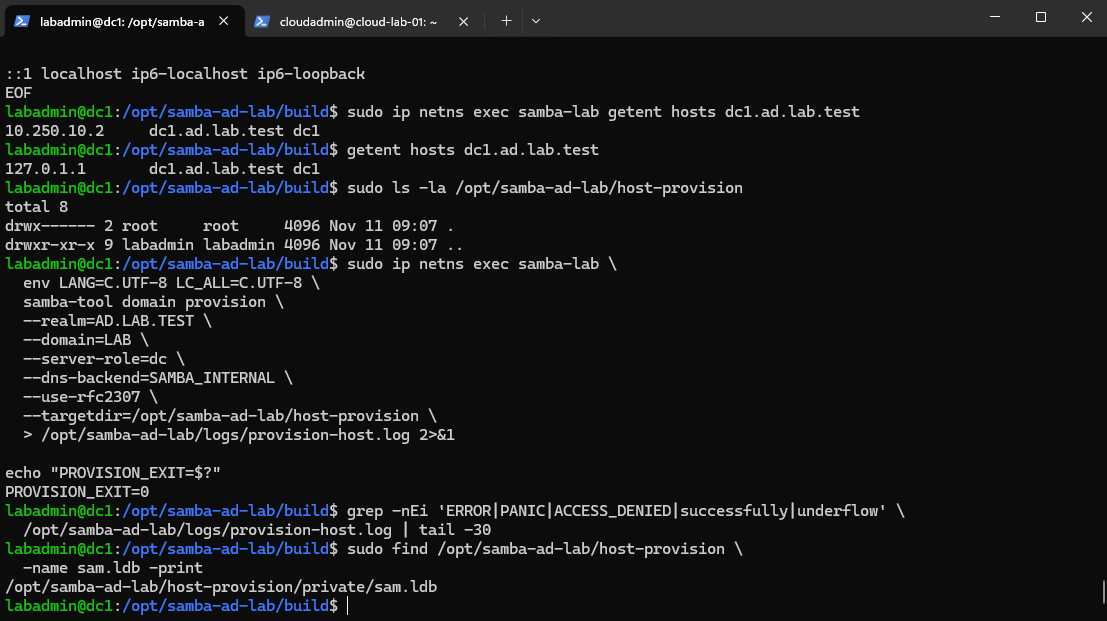 labadmin@dc1: /opt/samba-a
cloudadmin@cloud-lab-01: ~
::1 localhost ip6-localhost ip6-loopback
EOF
labadmin@dc1:/opt/samba-ad-lab/build$ sudo ip netns exec samba-lab getent hosts dc1.ad.lab.test
10.250.10.2     dc1.ad.lab.test dc1
labadmin@dc1:/opt/samba-ad-lab/build$ getent hosts dc1.ad.lab.test
127.0.1.1       dc1.ad.lab.test dc1
labadmin@dc1:/opt/samba-ad-lab/build$ sudo ls -la /opt/samba-ad-lab/host-provision
total 8
drwx------ 2 root     root     4096 Nov 11 09:07 .
drwxr-xr-x 9 labadmin labadmin 4096 Nov 11 09:07 ..
labadmin@dc1:/opt/samba-ad-lab/build$ sudo ip netns exec samba-lab \
  env LANG=C.UTF-8 LC_ALL=C.UTF-8 \
  samba-tool domain provision \
  --realm=AD.LAB.TEST \
  --domain=LAB \
  --server-role=dc \
  --dns-backend=SAMBA_INTERNAL \
  --use-rfc2307 \
  --targetdir=/opt/samba-ad-lab/host-provision \
  > /opt/samba-ad-lab/logs/provision-host.log 2>&1
echo "PROVISION_EXIT=$?"
PROVISION_EXIT=0
labadmin@dc1:/opt/samba-ad-lab/build$ grep -nEi 'ERROR|PANIC|ACCESS_DENIED|successfully|underflow' \
  /opt/samba-ad-lab/logs/provision-host.log | tail -30
labadmin@dc1:/opt/samba-ad-lab/build$ sudo find /opt/samba-ad-lab/host-provision \
  -name sam.ldb -print
/opt/samba-ad-lab/host-provision/private/sam.ldb
labadmin@dc1:/opt/samba-ad-lab/build$